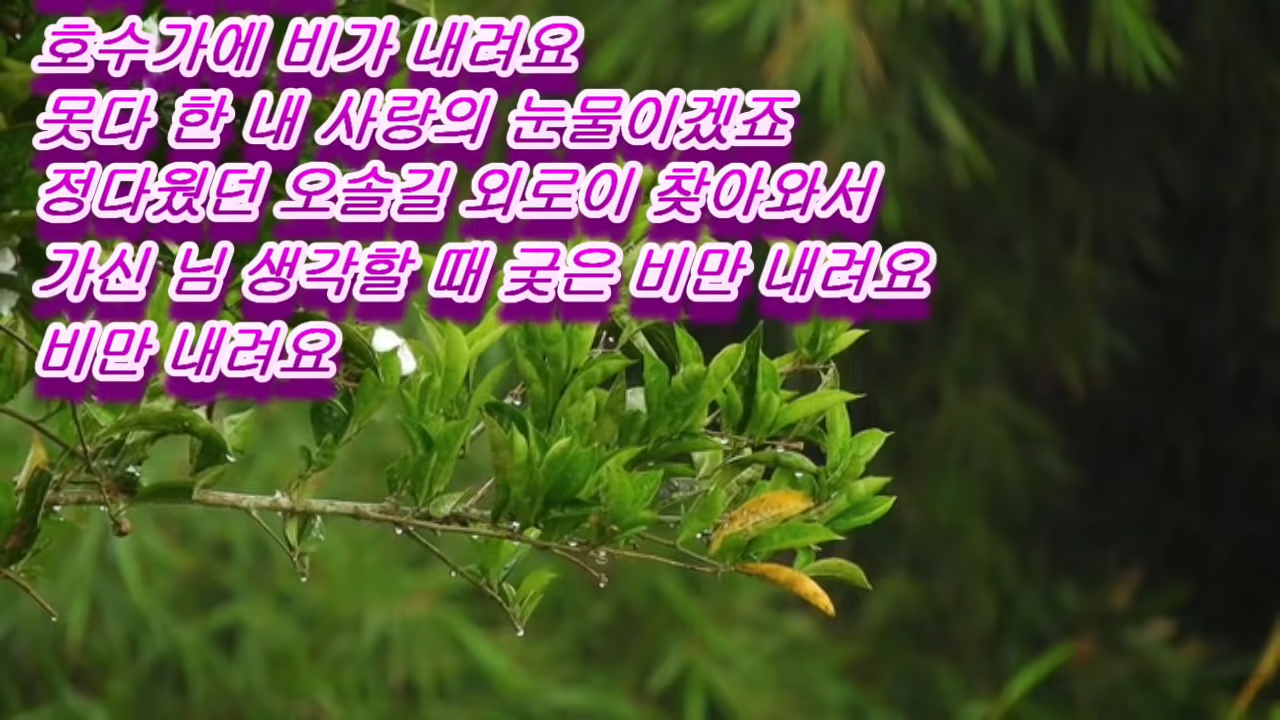 호수가에 비가 내려요
못다 한 내 사랑의 눈물이겠죠
정다웠던 오솔길 외로이 찾아와서
가신 님 생각할 때 궂은 비만 내려요
비만 내려요